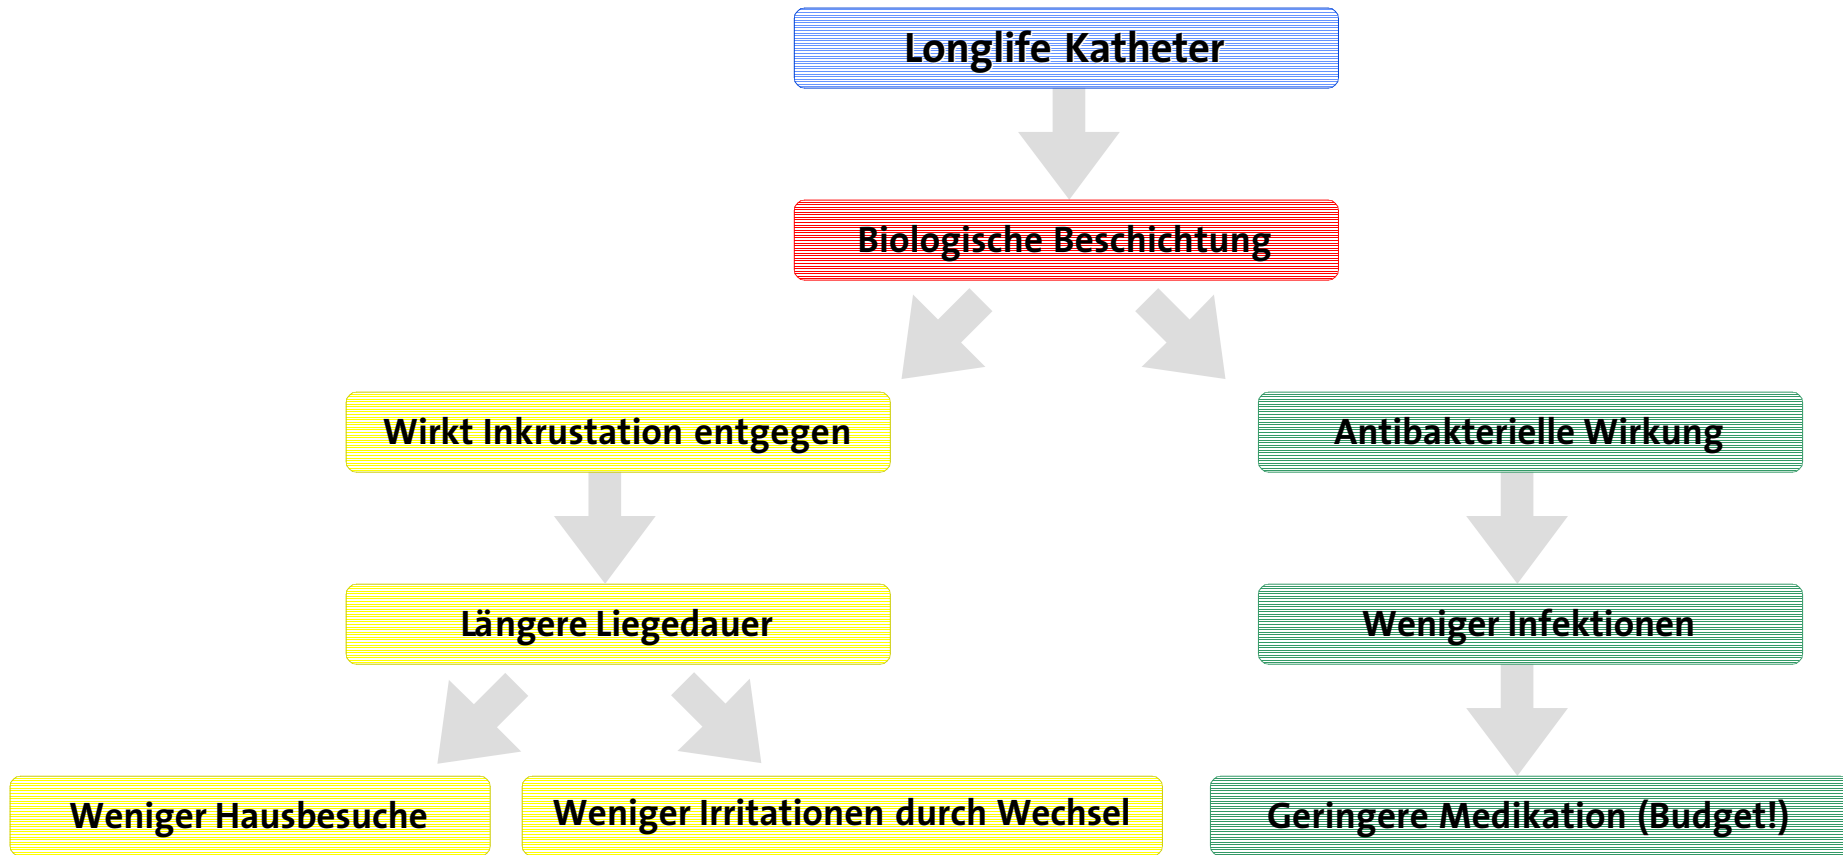 Longlife Katheter
Biologische Beschichtung
Wirkt Inkrustation entgegen
Antibakterielle Wirkung
Längere Liegedauer
Weniger Infektionen
Weniger Hausbesuche
Weniger Irritationen durch Wechsel
Geringere Medikation (Budget!)